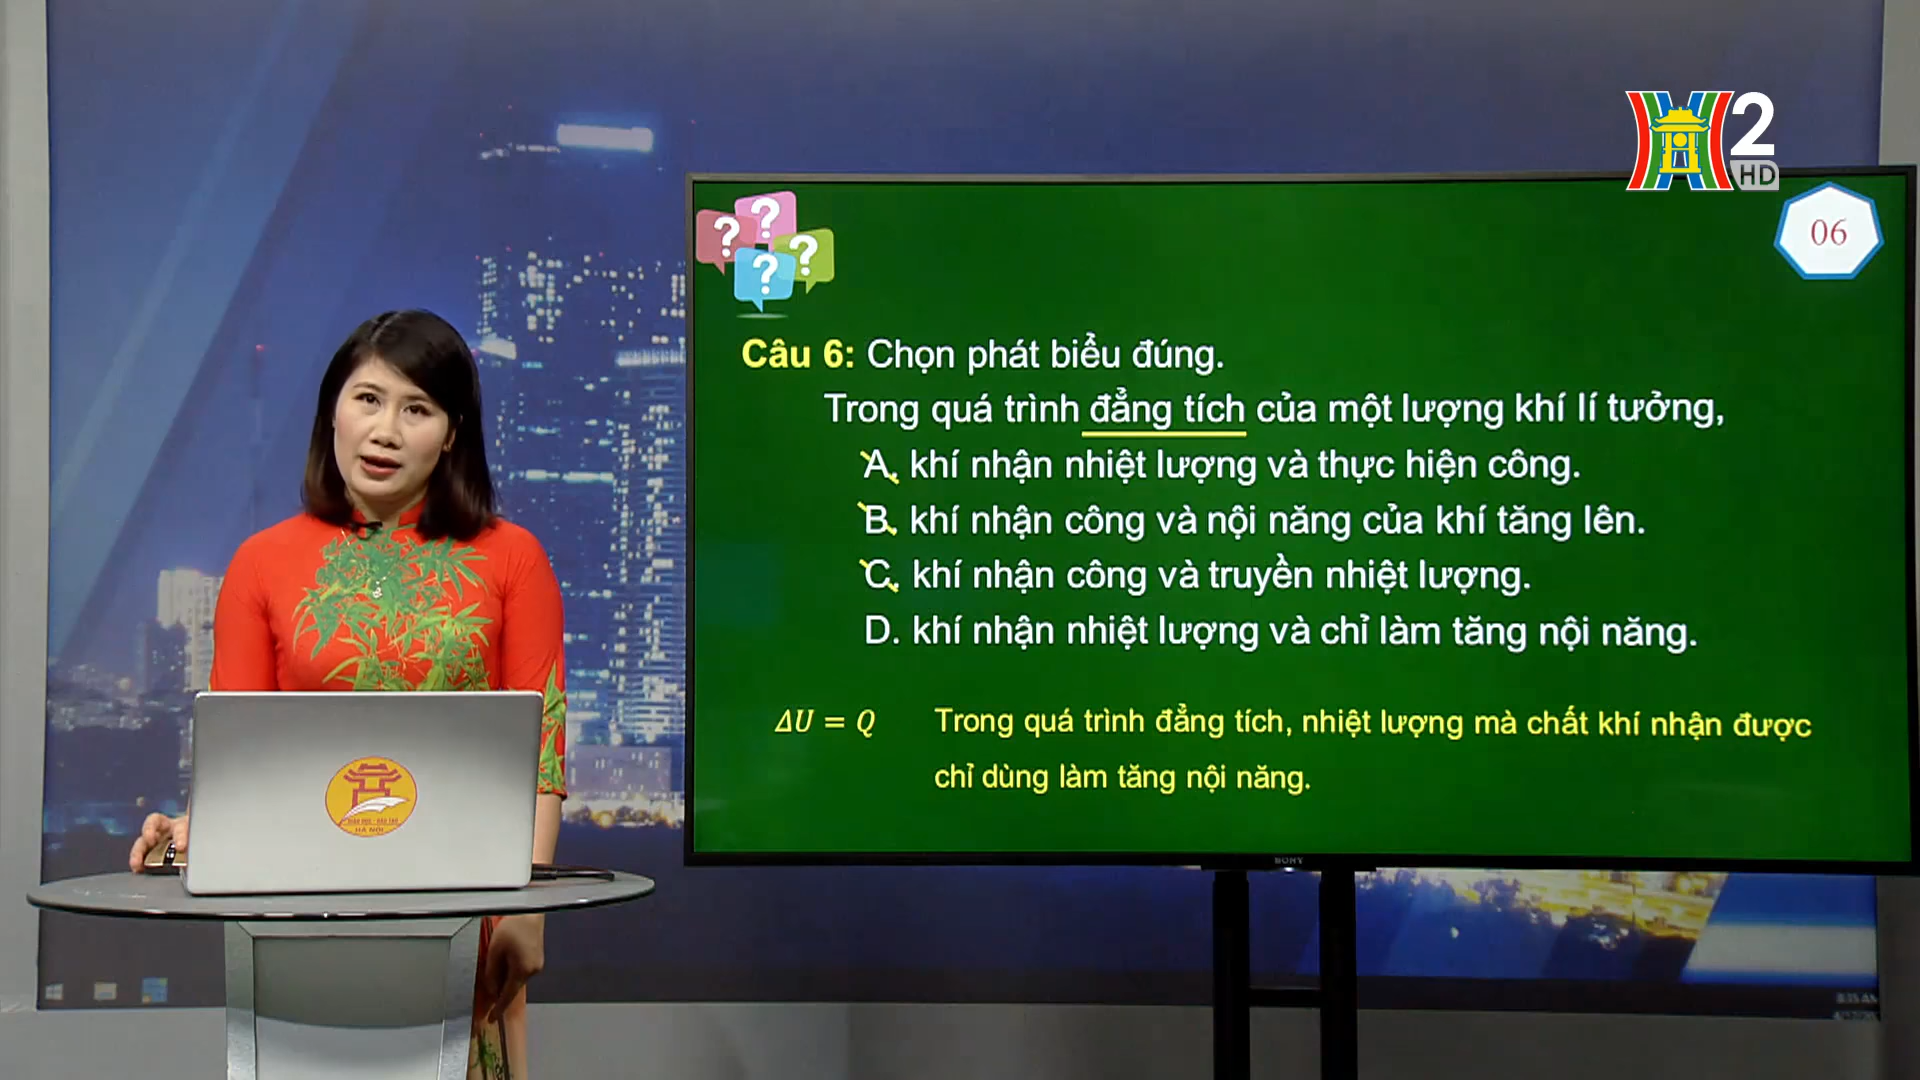 2
HD
06
Câu 6: Chọn phát biểu đúng.
Trong quá trình đẳng tích của một lượng khí lí tưởng,
A. khí nhận nhiệt lượng và thực hiện công.
B. khí nhận công và nội năng của khí tăng lên.
C. khí nhận công và truyền nhiệt lượng.
D. khí nhận nhiệt lượng và chỉ làm tăng nội năng.
ΔU = Q
Trong quá trình đẳng tích, nhiệt lượng mà chất khí nhận được
chỉ dùng làm tăng nội năng.
SONY
HÀ NỘI